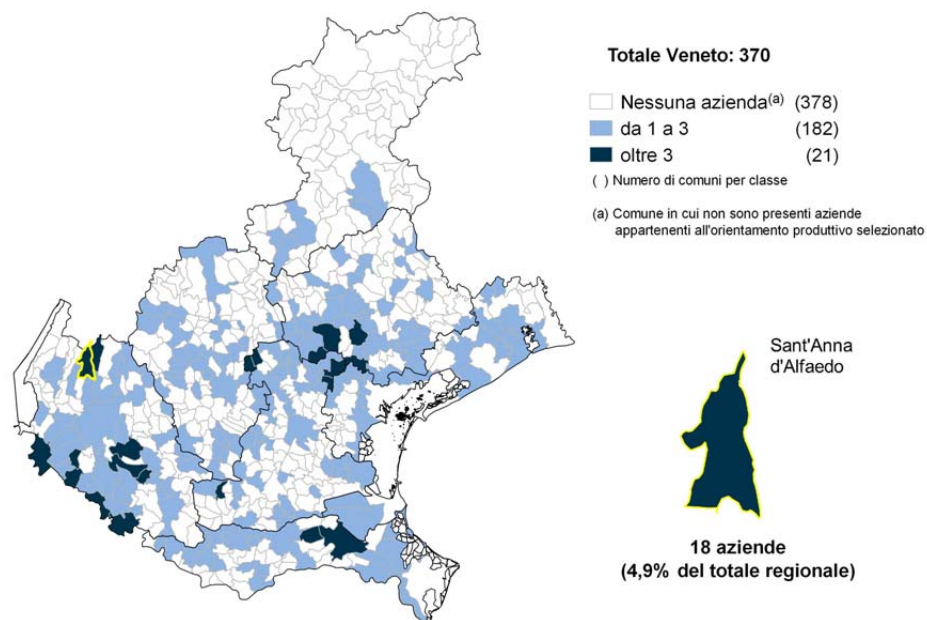 Totale Veneto: 370
Nessuna azienda(a) (378)
da 1 a 3 (182)
oltre 3 (21)
( ) Numero di comuni per classe
(a) Comune in cui non sono presenti aziende
appartenenti all'orientamento produttivo selezionato
Sant'Anna
d'Alfaedo
18 aziende
(4,9% del totale regionale)